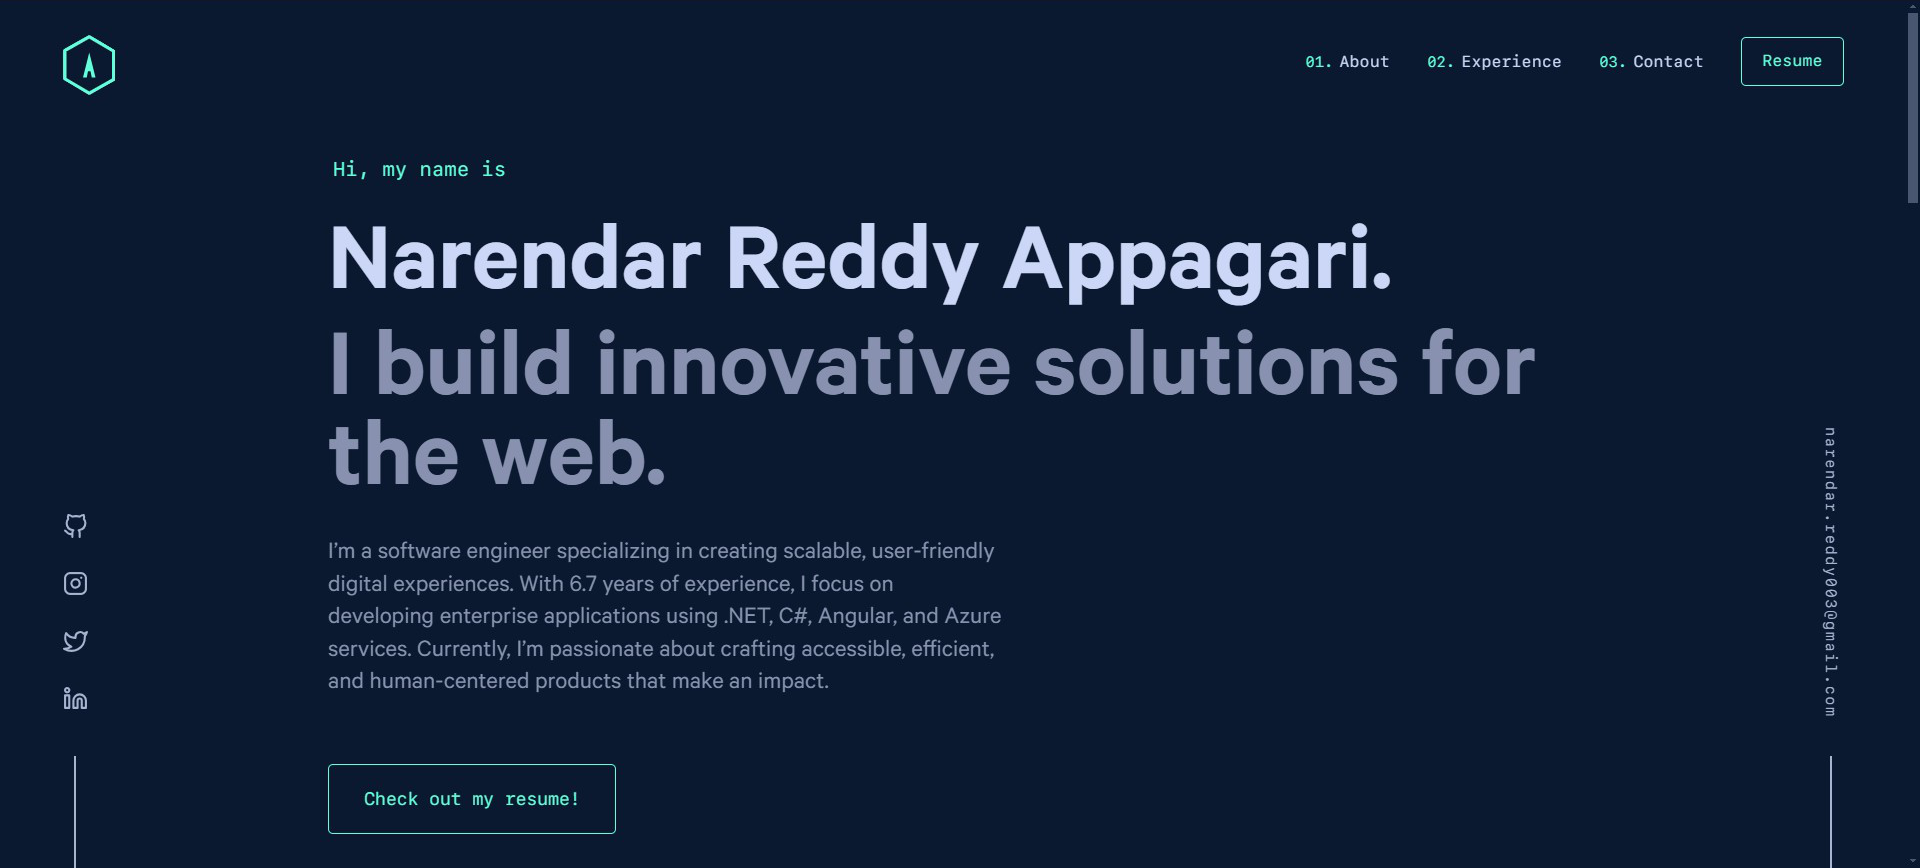 A
01. About 02. Experience 03. Contact Resume
Hi, my name is
Narendar Reddy Appagari.
I build innovative solutions for
the web.
I’m a software engineer specializing in creating scalable, user-friendly
digital experiences. With 6.7 years of experience, I focus on
developing enterprise applications using .NET, C#, Angular, and Azure
services. Currently, I’m passionate about crafting accessible, efficient,
and human-centered products that make an impact.
Check out my resume!
narendar.reddy003@gmail.com